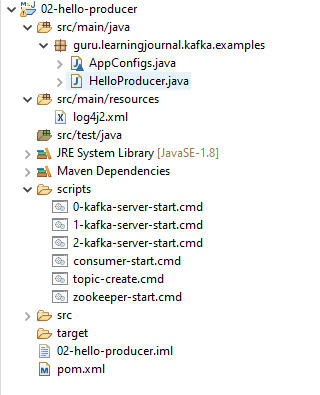 02-hello-producer
src/main/java
guru.learningjournal.kafka.examples
AppConfigs.java
HelloProducer.java
src/main/resources
log4j2.xml
src/test/java
JRE System Library [JavaSE-1.8]
Maven Dependencies
scripts
0-kafka-server-start.cmd
1-kafka-server-start.cmd
2-kafka-server-start.cmd
consumer-start.cmd
topic-create.cmd
zookeeper-start.cmd
src
target
02-hello-producer.iml
pom.xml